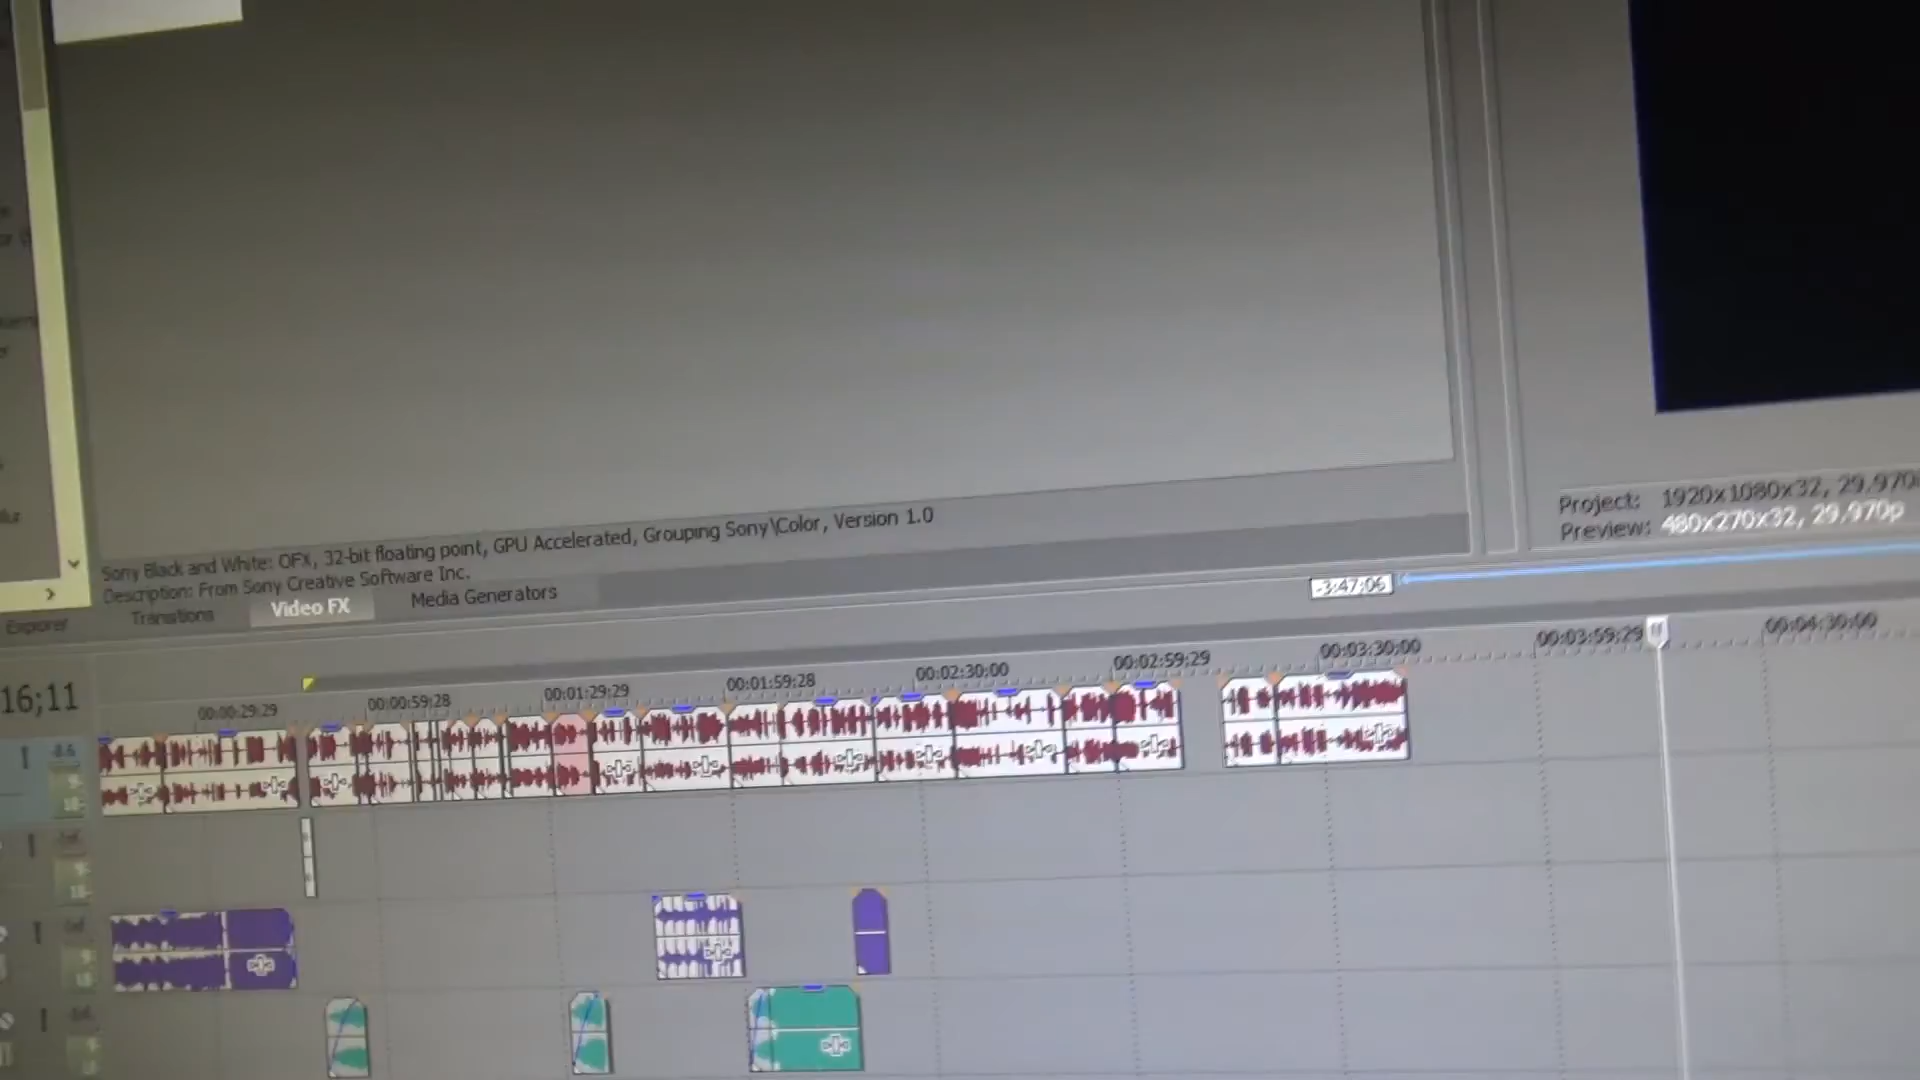 Project: 1920x1080x32, 29.970
Preview: 480x270x32, 29.970p
Sony Black and White: OFX, 32-bit floating point, GPU Accelerated, Grouping Sony\Color, Version 1.0
Description: From Sony Creative Software Inc.
Explorer
Transitions
Video FX
Media Generators
-3:47:06
16;11
00:00:29;29
00:00:59;28
00:01:29;29
00:01:59;28
00:02:30;00
00:02:59;29
00:03:30;00
00:03:59;29
00:04:30;00